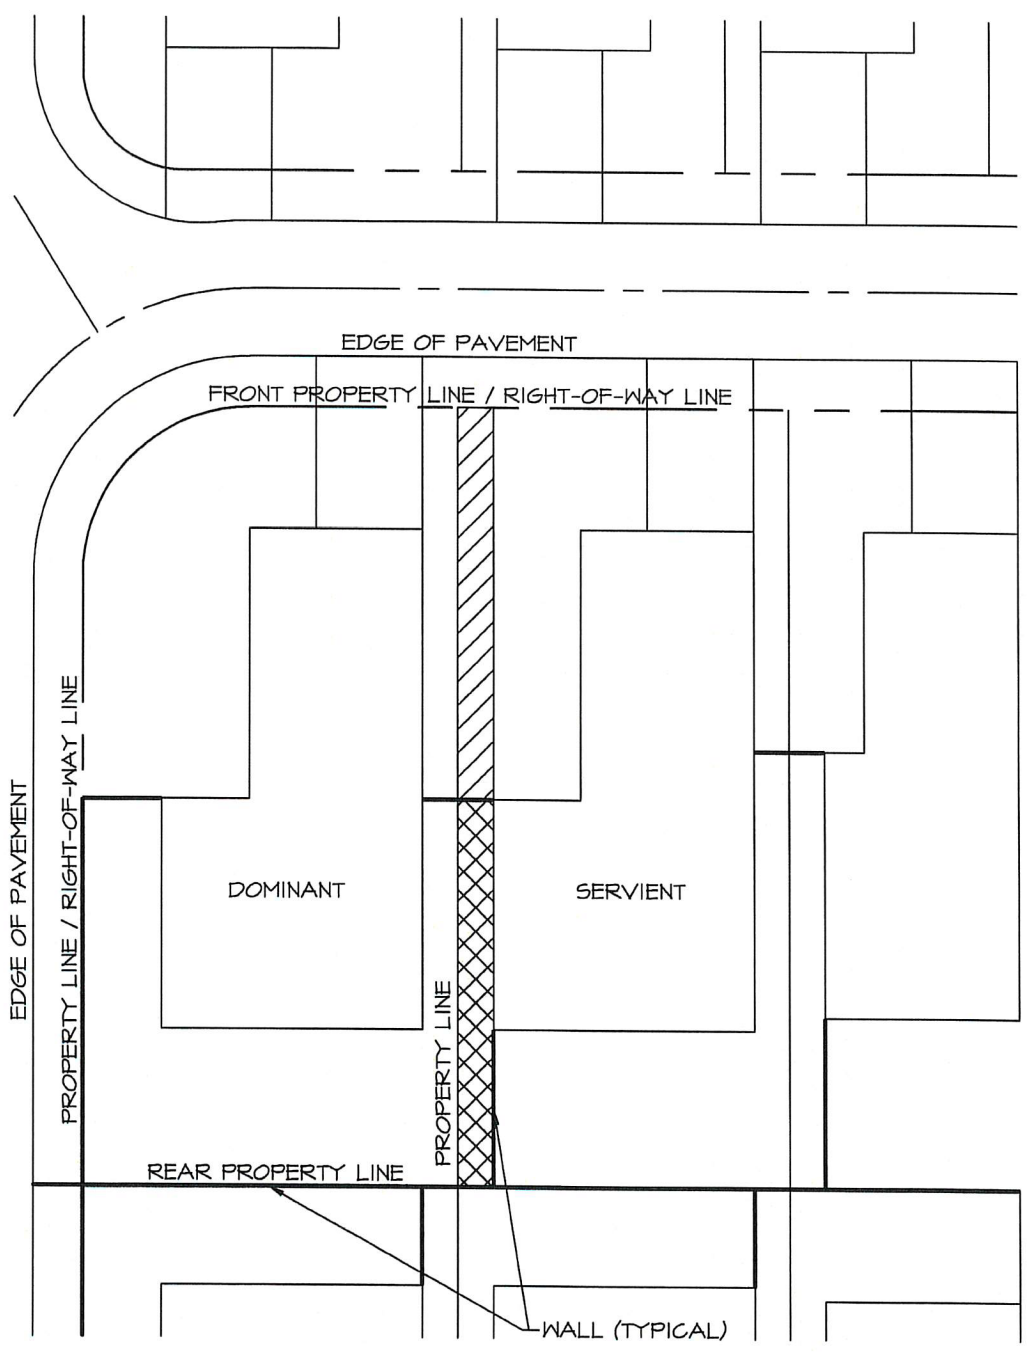 EDGE OF PAVEMENT
FRONT PROPERTY LINE / RIGHT-OF-WAY LINE
EDGE OF PAVEMENT
PROPERTY LINE / RIGHT-OF-WAY LINE
DOMINANT
SERVIENT
PROPERTY LINE
REAR PROPERTY LINE
WALL (TYPICAL)